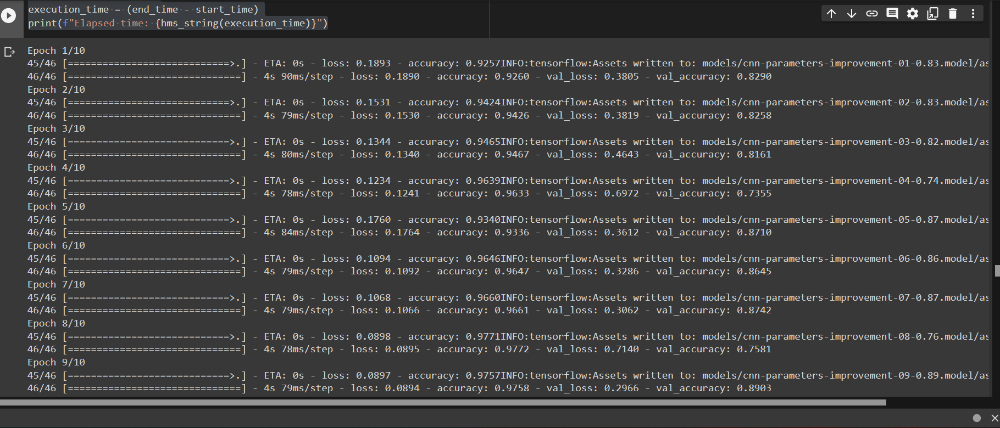 execution_time = (end_time - start_time)
print(f"Elapsed time: {hms_string(execution_time)}")
Epoch 1/10
45/46 [============================>.] - ETA: 0s - loss: 0.1893 - accuracy: 0.9257INFO:tensorflow:Assets written to: models/cnn-parameters-improvement-01-0.83.model/as
46/46 [==============================] - 4s 90ms/step - loss: 0.1890 - accuracy: 0.9260 - val_loss: 0.3805 - val_accuracy: 0.8290
Epoch 2/10
45/46 [============================>.] - ETA: 0s - loss: 0.1531 - accuracy: 0.9424INFO:tensorflow:Assets written to: models/cnn-parameters-improvement-02-0.83.model/as
46/46 [==============================] - 4s 79ms/step - loss: 0.1530 - accuracy: 0.9426 - val_loss: 0.3819 - val_accuracy: 0.8258
Epoch 3/10
45/46 [============================>.] - ETA: 0s - loss: 0.1344 - accuracy: 0.9465INFO:tensorflow:Assets written to: models/cnn-parameters-improvement-03-0.82.model/as
46/46 [==============================] - 4s 80ms/step - loss: 0.1340 - accuracy: 0.9467 - val_loss: 0.4643 - val_accuracy: 0.8161
Epoch 4/10
45/46 [============================>.] - ETA: 0s - loss: 0.1234 - accuracy: 0.9639INFO:tensorflow:Assets written to: models/cnn-parameters-improvement-04-0.74.model/as
46/46 [==============================] - 4s 78ms/step - loss: 0.1241 - accuracy: 0.9633 - val_loss: 0.6972 - val_accuracy: 0.7355
Epoch 5/10
45/46 [============================>.] - ETA: 0s - loss: 0.1760 - accuracy: 0.9340INFO:tensorflow:Assets written to: models/cnn-parameters-improvement-05-0.87.model/as
46/46 [==============================] - 4s 84ms/step - loss: 0.1764 - accuracy: 0.9336 - val_loss: 0.3612 - val_accuracy: 0.8710
Epoch 6/10
45/46 [============================>.] - ETA: 0s - loss: 0.1094 - accuracy: 0.9646INFO:tensorflow:Assets written to: models/cnn-parameters-improvement-06-0.86.model/as
46/46 [==============================] - 4s 79ms/step - loss: 0.1092 - accuracy: 0.9647 - val_loss: 0.3286 - val_accuracy: 0.8645
Epoch 7/10
45/46 [============================>.] - ETA: 0s - loss: 0.1068 - accuracy: 0.9660INFO:tensorflow:Assets written to: models/cnn-parameters-improvement-07-0.87.model/as
46/46 [==============================] - 4s 79ms/step - loss: 0.1066 - accuracy: 0.9661 - val_loss: 0.3062 - val_accuracy: 0.8742
Epoch 8/10
45/46 [============================>.] - ETA: 0s - loss: 0.0898 - accuracy: 0.9771INFO:tensorflow:Assets written to: models/cnn-parameters-improvement-08-0.76.model/as
46/46 [==============================] - 4s 78ms/step - loss: 0.0895 - accuracy: 0.9772 - val_loss: 0.7140 - val_accuracy: 0.7581
Epoch 9/10
45/46 [============================>.] - ETA: 0s - loss: 0.0897 - accuracy: 0.9757INFO:tensorflow:Assets written to: models/cnn-parameters-improvement-09-0.89.model/as
46/46 [==============================] - 4s 79ms/step - loss: 0.0894 - accuracy: 0.9758 - val_loss: 0.2966 - val_accuracy: 0.8903